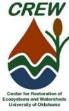 CREW
Center for Restoration of
Ecosystems and Watersheds
University of Oklahoma